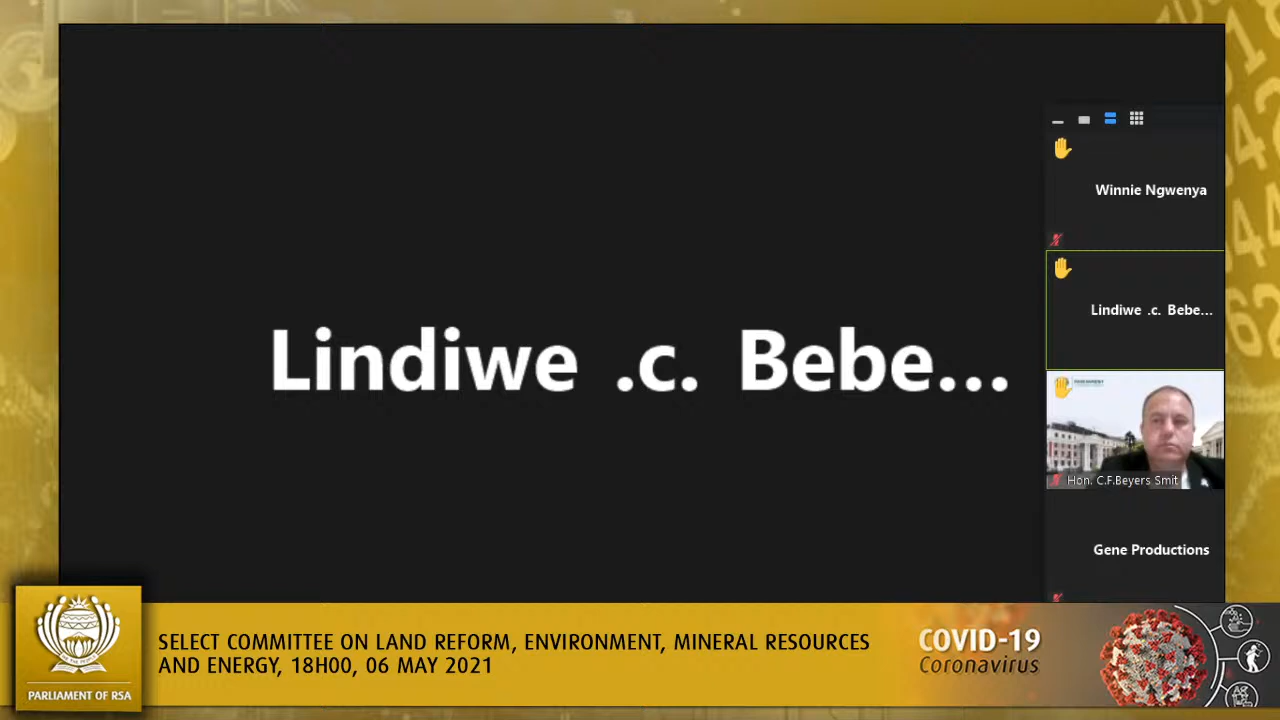 Winnie Ngwenya
Lindiwe .c. Bebe...
Lindiwe .c. Bebe...
Hon. C.F.Beyers Smit
Gene Productions
SELECT COMMITTEE ON LAND REFORM, ENVIRONMENT, MINERAL RESOURCES
AND ENERGY, 18H00, 06 MAY 2021
COVID-19
Coronavirus
PARLIAMENT OF RSA